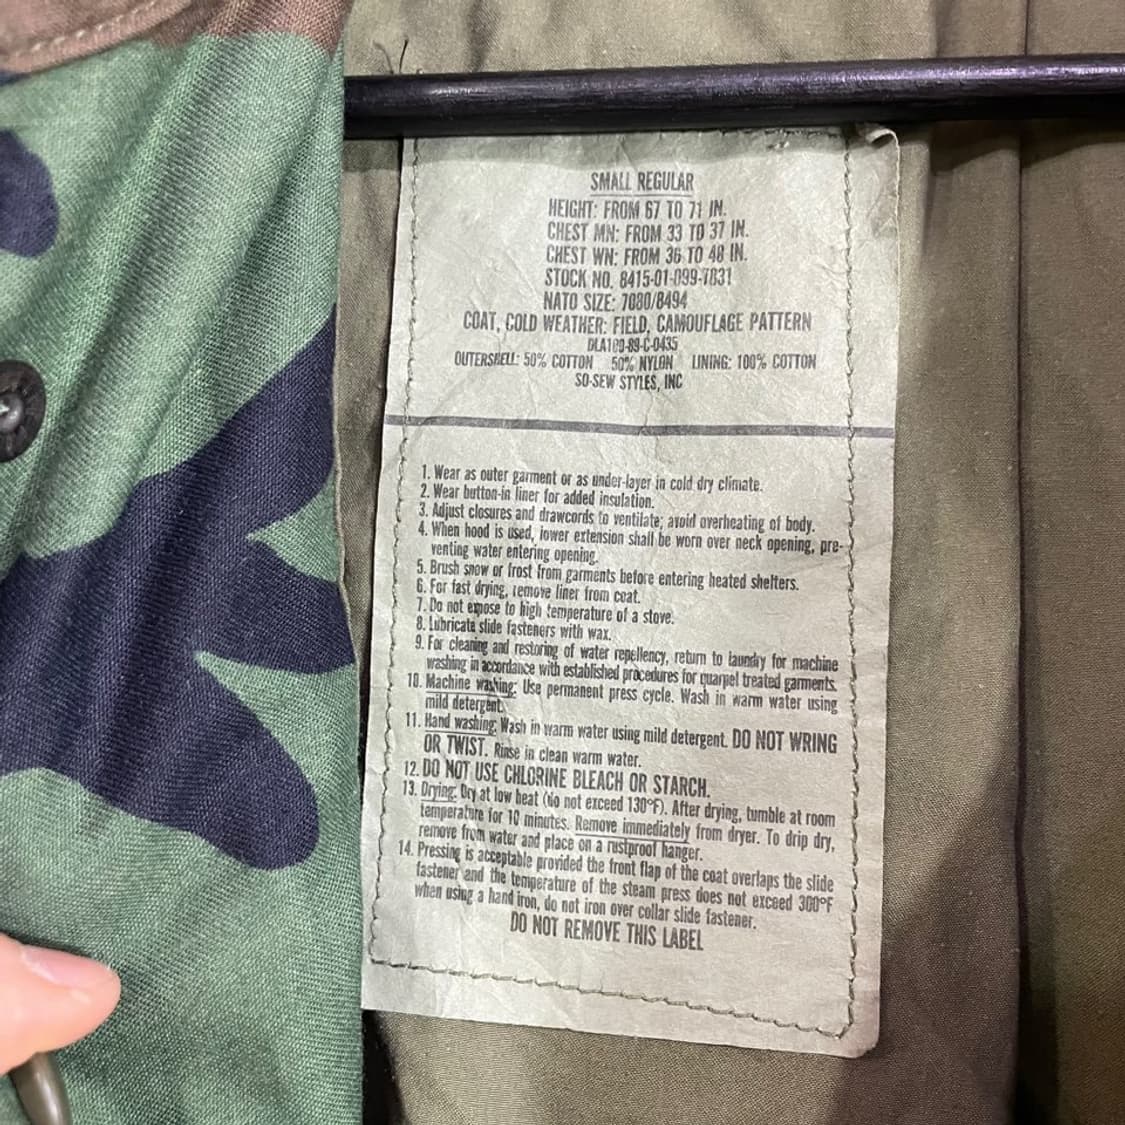 SMALL REGULAR
HEIGHT: FROM 67 TO 71 IN.
CHEST MN: FROM 33 TO 37 IN.
CHEST WN: FROM 36 TO 40 IN.
STOCK NO. 8415-01-099-7831
NATO SIZE: 7080/8494
COAT, COLD WEATHER: FIELD, CAMOUFLAGE PATTERN
DLA100-89-C-0435
OUTERSHELL: 50% COTTON 50% NYLON LINING: 100% COTTON
SO-SEW STYLES, INC
1. Wear as outer garment or as under-layer in cold dry climate.
2. Wear button-in liner for added insulation.
3. Adjust closures and drawcords to ventilate; avoid overheating of body.
4. When hood is used, lower extension shall be worn over neck opening, pre-
venting water entering opening.
5. Brush snow or frost from garments before entering heated shelters.
6. For fast drying, remove liner from coat.
7. Do not expose to high temperature of a stove.
8. Lubricate slide fasteners with wax.
9. For cleaning and restoring of water repellency, return to laundry for machine
washing in accordance with established procedures for quarpel treated garments.
10. Machine washing: Use permanent press cycle. Wash in warm water using
mild detergent.
11. Hand washing: Wash in warm water using mild detergent. DO NOT WRING
OR TWIST. Rinse in clean warm water.
12. DO NOT USE CHLORINE BLEACH OR STARCH.
13. Drying: Dry at low heat (do not exceed 130°F). After drying, tumble at room
temperature for 10 minutes. Remove immediately from dryer. To drip dry,
remove from water and place on a rustproof hanger.
14. Pressing is acceptable provided the front flap of the coat overlaps the slide
fastener and the temperature of the steam press does not exceed 300°F
when using a hand iron, do not iron over collar slide fastener.
DO NOT REMOVE THIS LABEL